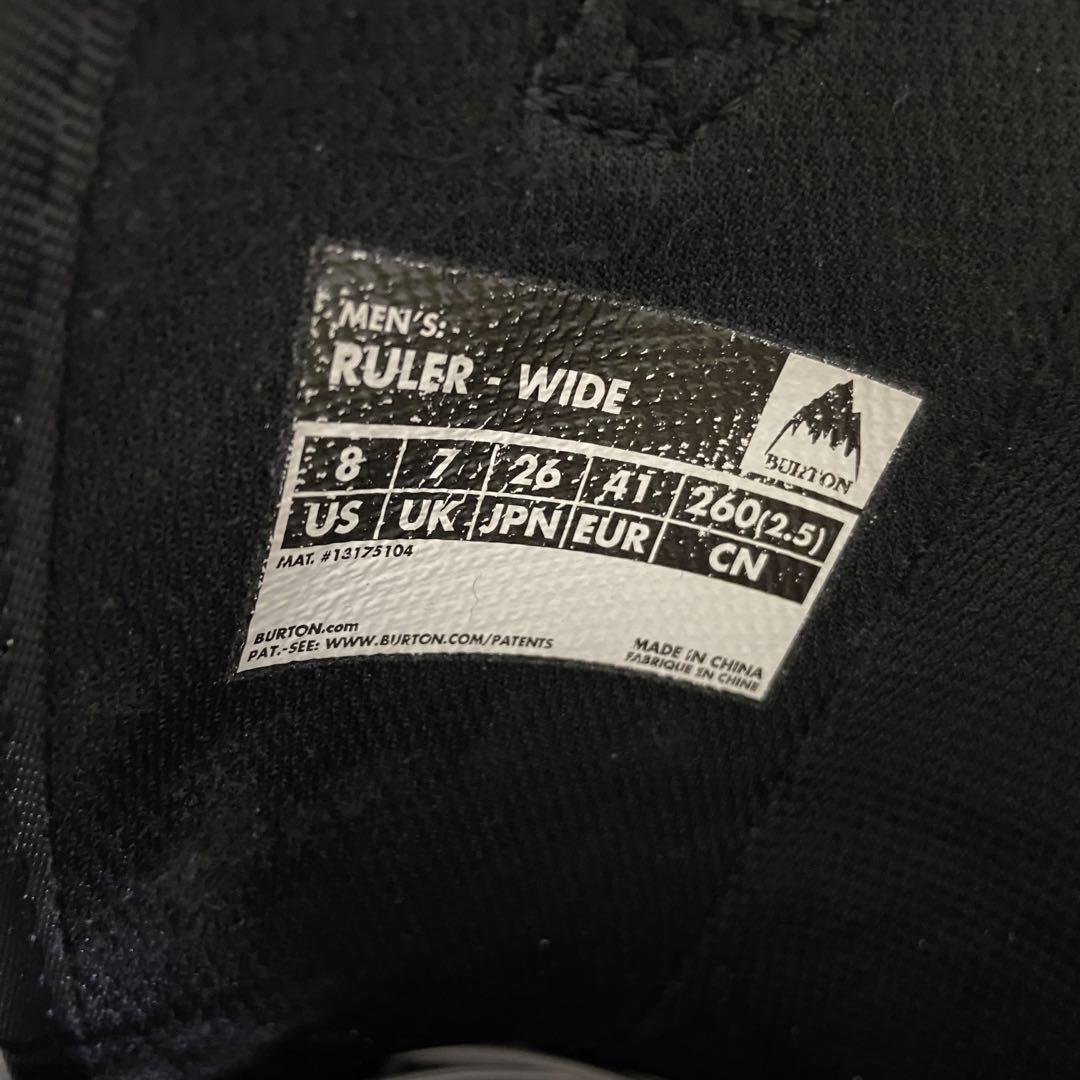 MEN'S:
RULER - WIDE
BURTON
8 7 26 41 260(2.5)
US UK JPN EUR CN
MAT. #13175104
BURTON.com
PAT.-SEE: WWW.BURTON.COM/PATENTS
MADE IN CHINA
FABRIQUE EN CHINE